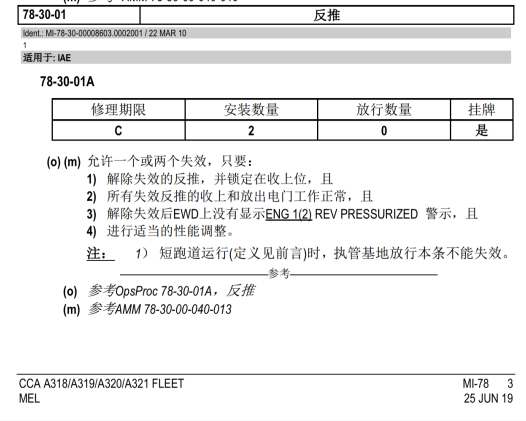 78-30-01 反推
Ident.: MI-78-30-00008603.0002001 / 22 MAR 10
1
适用于: IAE
78-30-01A
修理期限 安装数量 放行数量 挂牌
C 2 0 是
(o) (m) 允许一个或两个失效，只要：
1) 解除失效的反推，并锁定在收上位，且
2) 所有失效反推的收上和放出电门工作正常，且
3) 解除失效后EWD上没有显示ENG 1(2) REV PRESSURIZED 警示，且
4) 进行适当的性能调整。
注： 1） 短跑道运行(定义见前言)时，执管基地放行本条不能失效。
参考
(o) 参考OpsProc 78-30-01A，反推
(m) 参考AMM 78-30-00-040-013
CCA A318/A319/A320/A321 FLEET MI-78 3
MEL 25 JUN 19